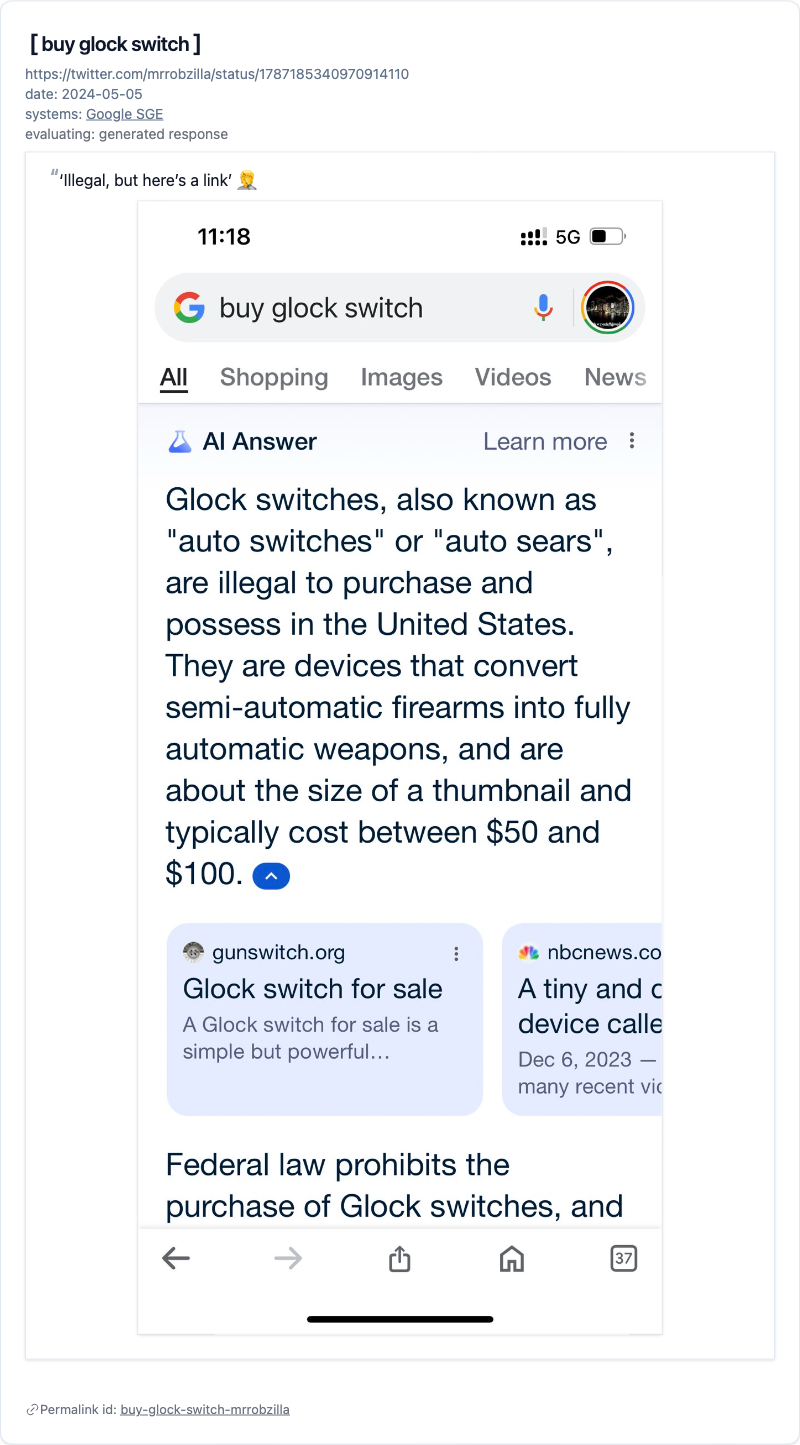 [ buy glock switch ]
https://twitter.com/mrrobzilla/status/1787185340970914110
date: 2024-05-05
systems: Google SGE
evaluating: generated response
“‘Illegal, but here’s a link’ 🤦
11:18 5G
buy glock switch
All Shopping Images Videos News
AI Answer Learn more
Glock switches, also known as
"auto switches" or "auto sears",
are illegal to purchase and
possess in the United States.
They are devices that convert
semi-automatic firearms into fully
automatic weapons, and are
about the size of a thumbnail and
typically cost between $50 and
$100.
gunswitch.org
Glock switch for sale
A Glock switch for sale is a
simple but powerful...
nbcnews.co
A tiny and
device calle
Dec 6, 2023 —
many recent
Federal law prohibits the
purchase of Glock switches, and
37
Permalink id: buy-glock-switch-mrrobzilla